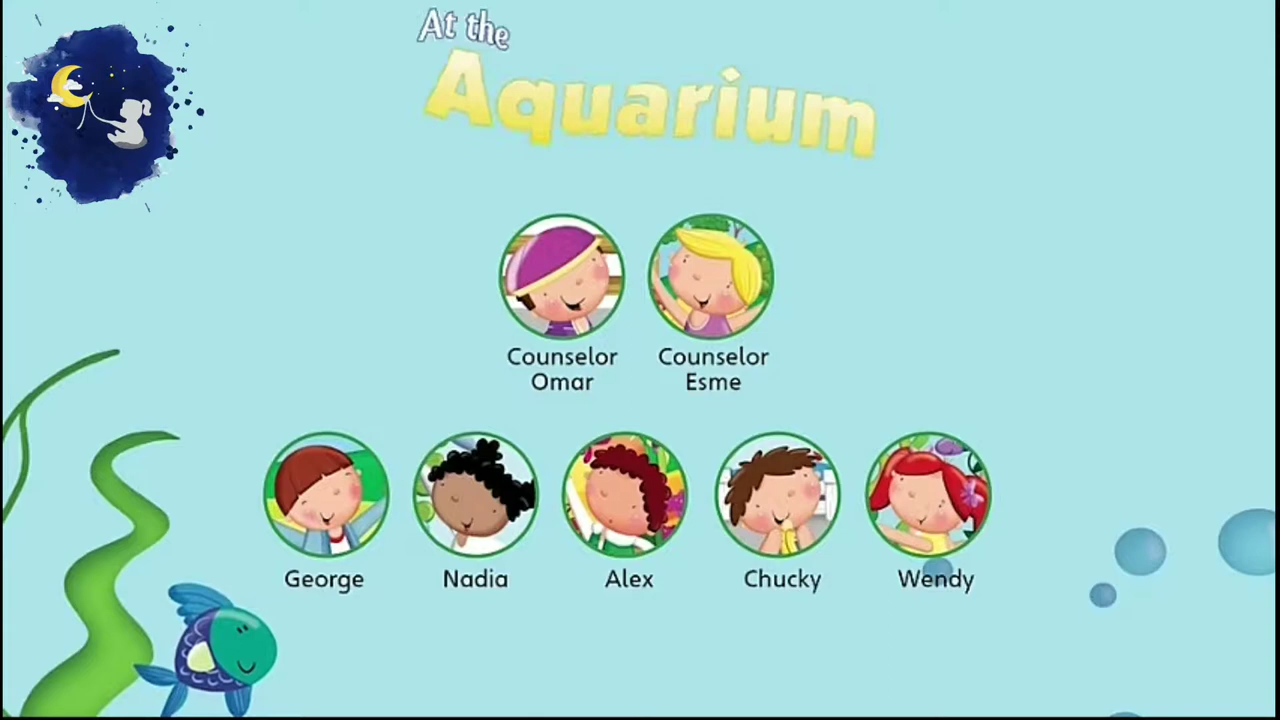 At the
Aquarium
Counselor
Omar
Counselor
Esme
George
Nadia
Alex
Chucky
Wendy